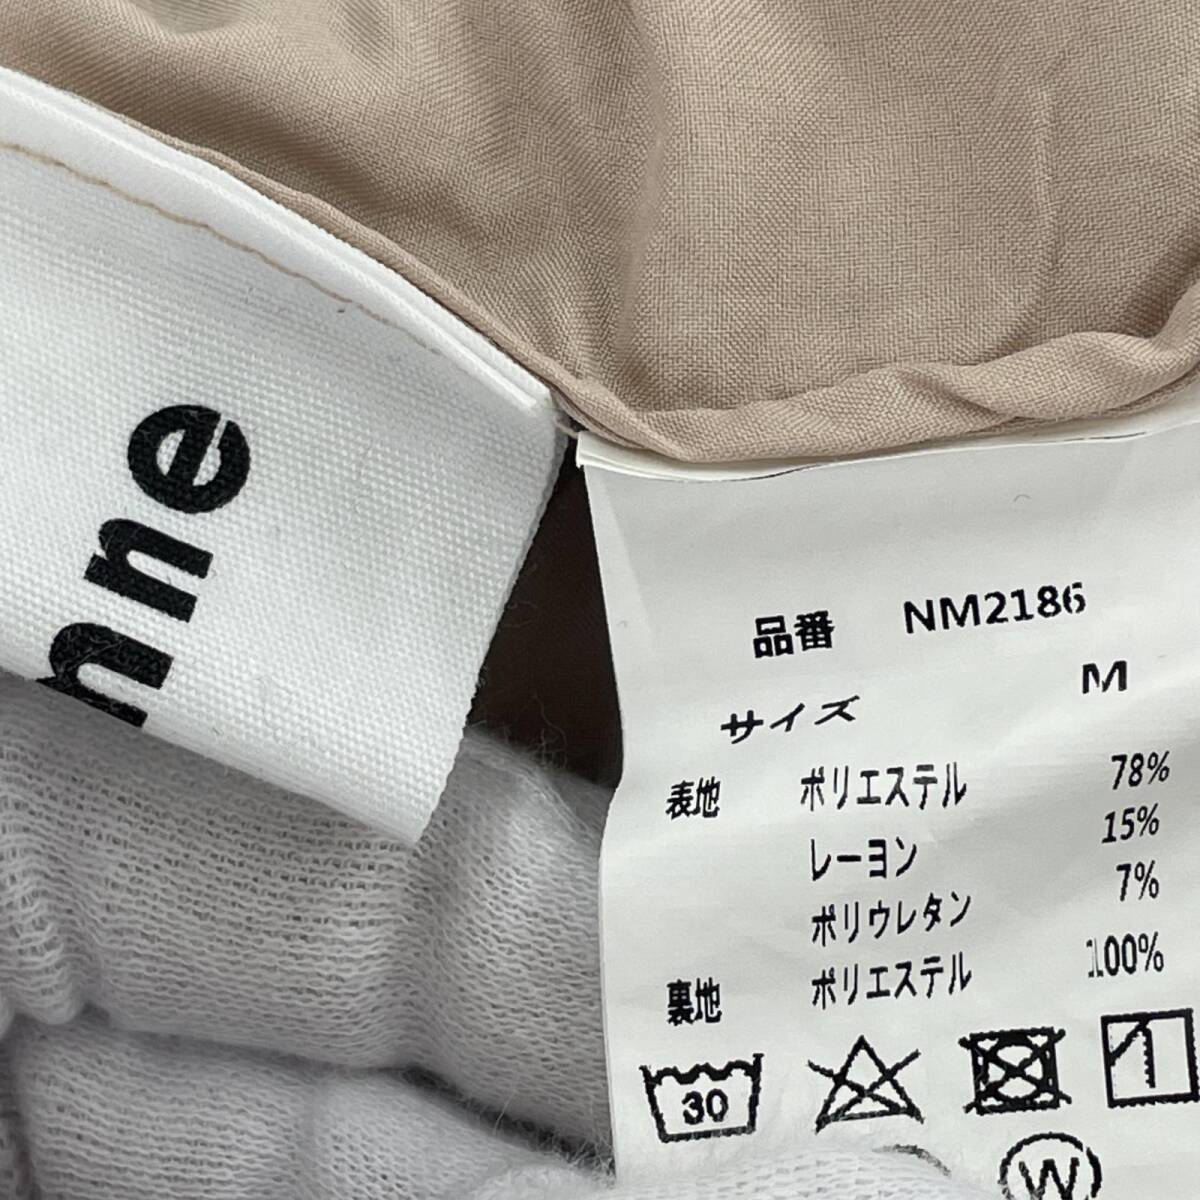 nne
品番 NM2186
サイズ M
表地 ポリエステル 78%
レーヨン 15%
ポリウレタン 7%
裏地 ポリエステル 100%
30
W